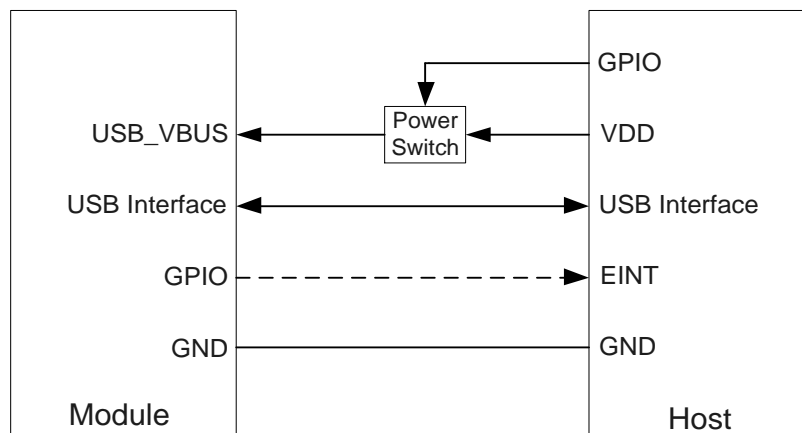 GPIO
USB_VBUS
Power
Switch
VDD
USB Interface
USB Interface
GPIO
EINT
GND
GND
Module
Host